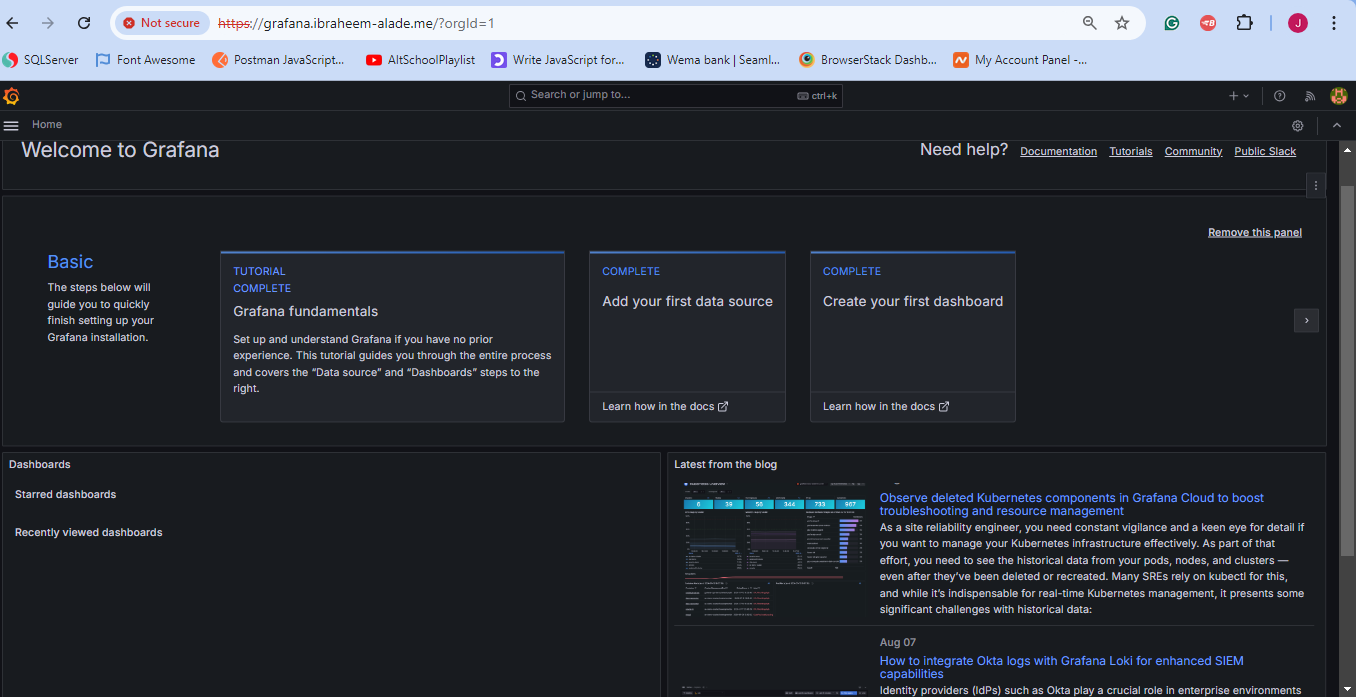 Not secure https://grafana.ibraheem-alade.me/?orgId=1 J
SQLServer Font Awesome Postman JavaScript... AltSchoolPlaylist Write JavaScript for... Wema bank | Seaml... BrowserStack Dashb... My Account Panel -...
Search or jump to... ctrl+k
Home
Welcome to Grafana
Need help? Documentation Tutorials Community Public Slack
Remove this panel
Basic
The steps below will
guide you to quickly
finish setting up your
Grafana installation.
TUTORIAL
COMPLETE
Grafana fundamentals
Set up and understand Grafana if you have no prior
experience. This tutorial guides you through the entire process
and covers the “Data source” and “Dashboards” steps to the
right.
COMPLETE
Add your first data source
Learn how in the docs
COMPLETE
Create your first dashboard
Learn how in the docs
Dashboards
Starred dashboards
Recently viewed dashboards
Latest from the blog
6 39 56 344 733 967
Observe deleted Kubernetes components in Grafana Cloud to boost
troubleshooting and resource management
As a site reliability engineer, you need constant vigilance and a keen eye for detail if
you want to manage your Kubernetes infrastructure effectively. As part of that
effort, you need to see the historical data from your pods, nodes, and clusters —
even after they’ve been deleted or recreated. Many SREs rely on kubectl for this,
and while it’s indispensable for real-time Kubernetes management, it presents some
significant challenges with historical data:
Aug 07
How to integrate Okta logs with Grafana Loki for enhanced SIEM
capabilities
Identity providers (IdPs) such as Okta play a crucial role in enterprise environments